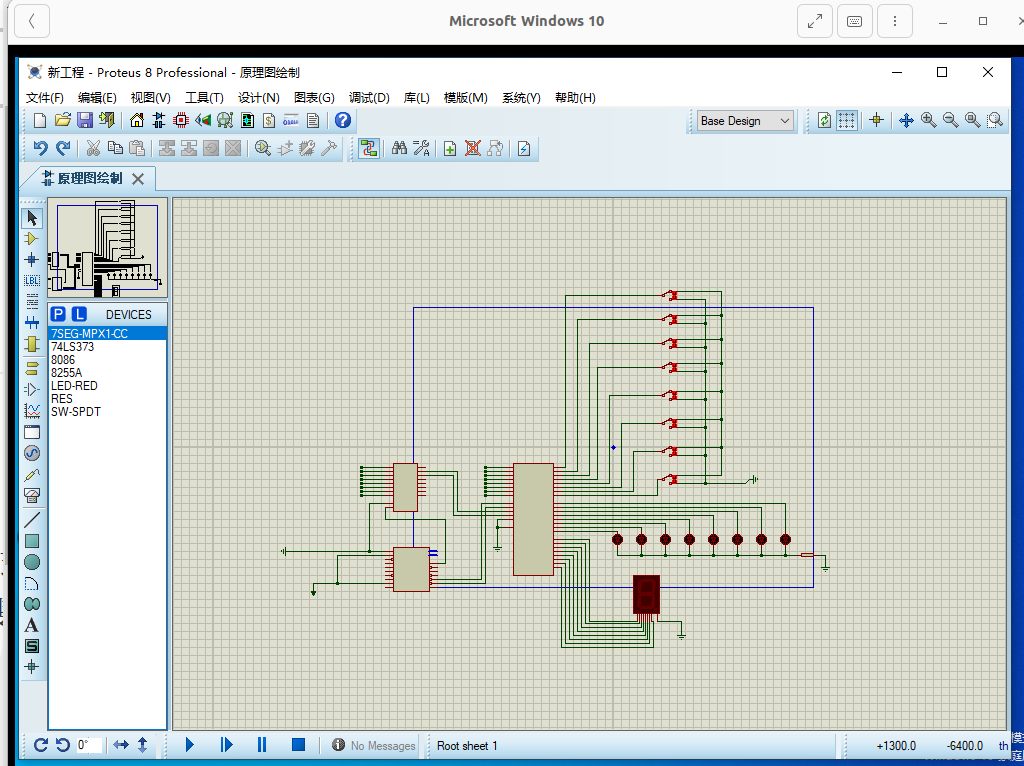 Microsoft Windows 10
新工程 - Proteus 8 Professional - 原理图绘制
文件(F) 编辑(E) 视图(V) 工具(T) 设计(N) 图表(G) 调试(D) 库(L) 模版(M) 系统(Y) 帮助(H)
Base Design
原理图绘制
P L DEVICES
7SEG-MPX1-CC
74LS373
8086
8255A
LED-RED
RES
SW-SPDT
LBL
A
S
0° No Messages Root sheet 1 +1300.0 -6400.0 th